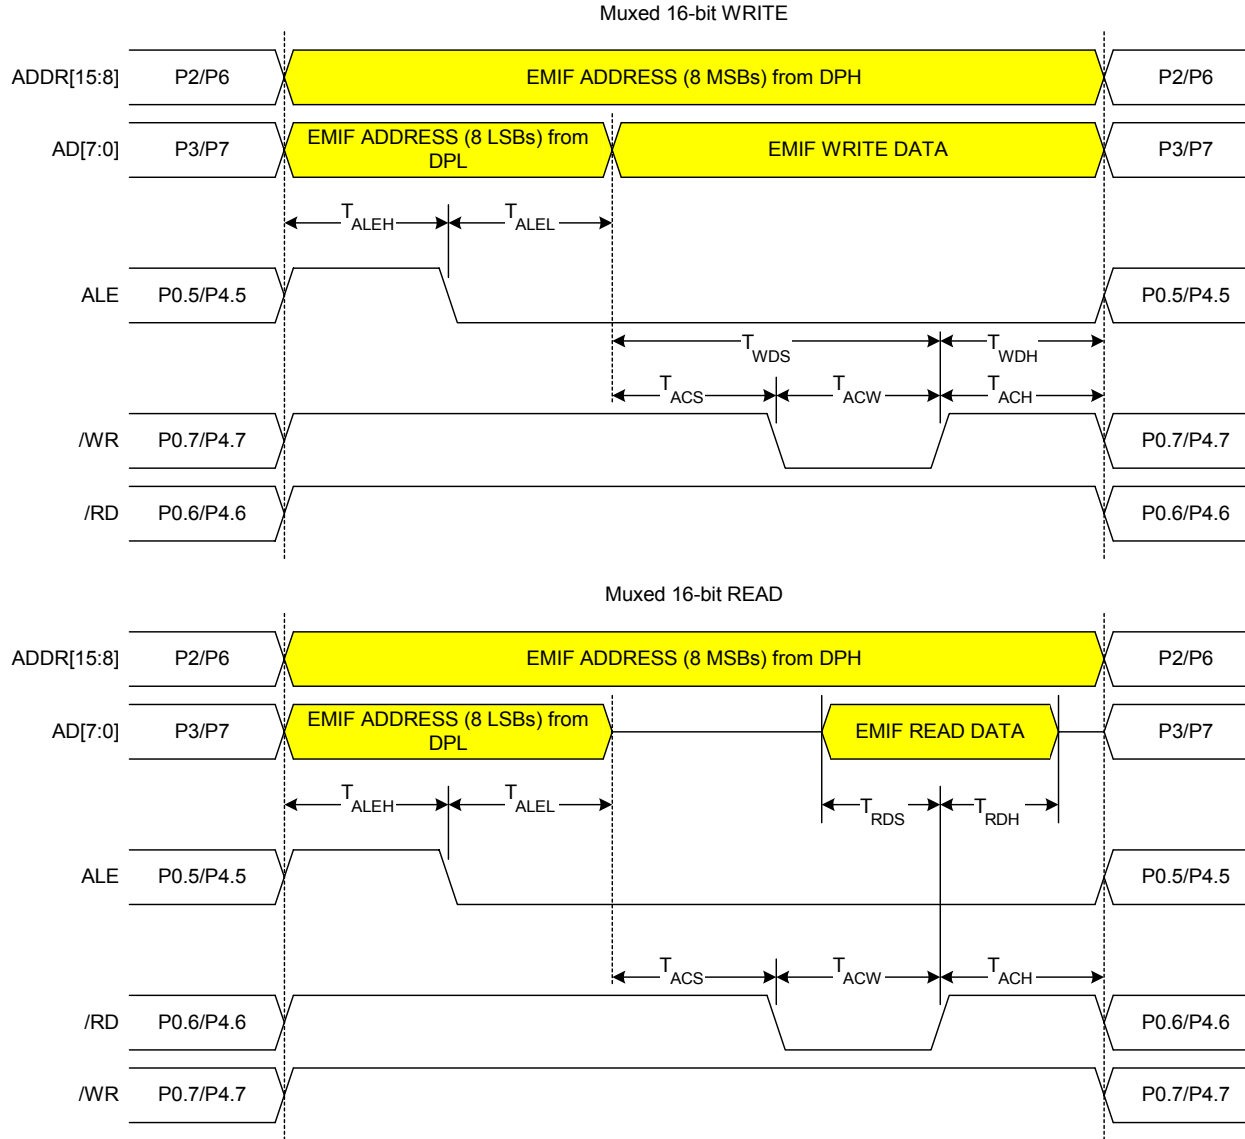 Muxed 16-bit WRITE
ADDR[15:8] P2/P6 EMIF ADDRESS (8 MSBs) from DPH P2/P6
AD[7:0] P3/P7 EMIF ADDRESS (8 LSBs) from DPL EMIF WRITE DATA P3/P7
TALEH TALEL
ALE P0.5/P4.5 P0.5/P4.5
TWDS TWDH
TACS TACW TACH
/WR P0.7/P4.7 P0.7/P4.7
/RD P0.6/P4.6 P0.6/P4.6
Muxed 16-bit READ
ADDR[15:8] P2/P6 EMIF ADDRESS (8 MSBs) from DPH P2/P6
AD[7:0] P3/P7 EMIF ADDRESS (8 LSBs) from DPL EMIF READ DATA P3/P7
TALEH TALEL TRDS TRDH
ALE P0.5/P4.5 P0.5/P4.5
TACS TACW TACH
/RD P0.6/P4.6 P0.6/P4.6
/WR P0.7/P4.7 P0.7/P4.7